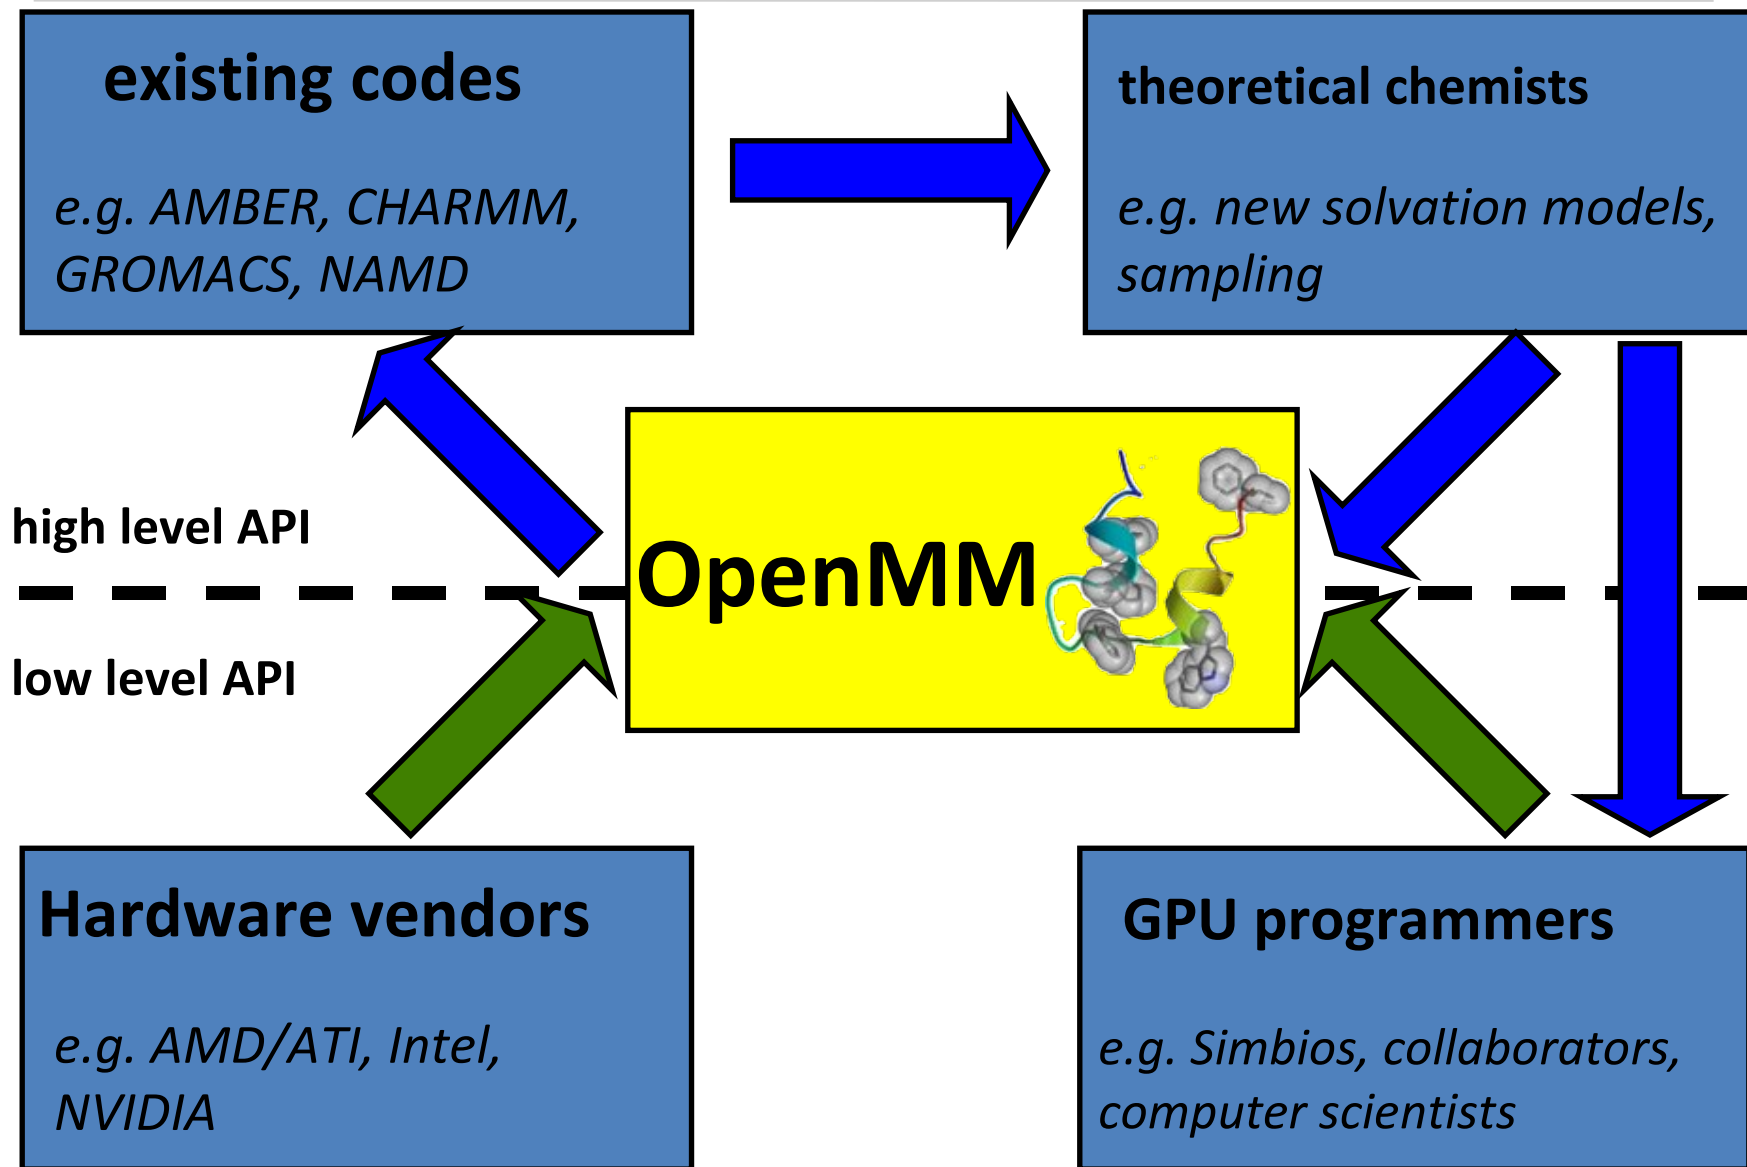 existing codes
e.g. AMBER, CHARMM,
GROMACS, NAMD
theoretical chemists
e.g. new solvation models,
sampling
high level API
OpenMM
low level API
Hardware vendors
e.g. AMD/ATI, Intel,
NVIDIA
GPU programmers
e.g. Simbios, collaborators,
computer scientists